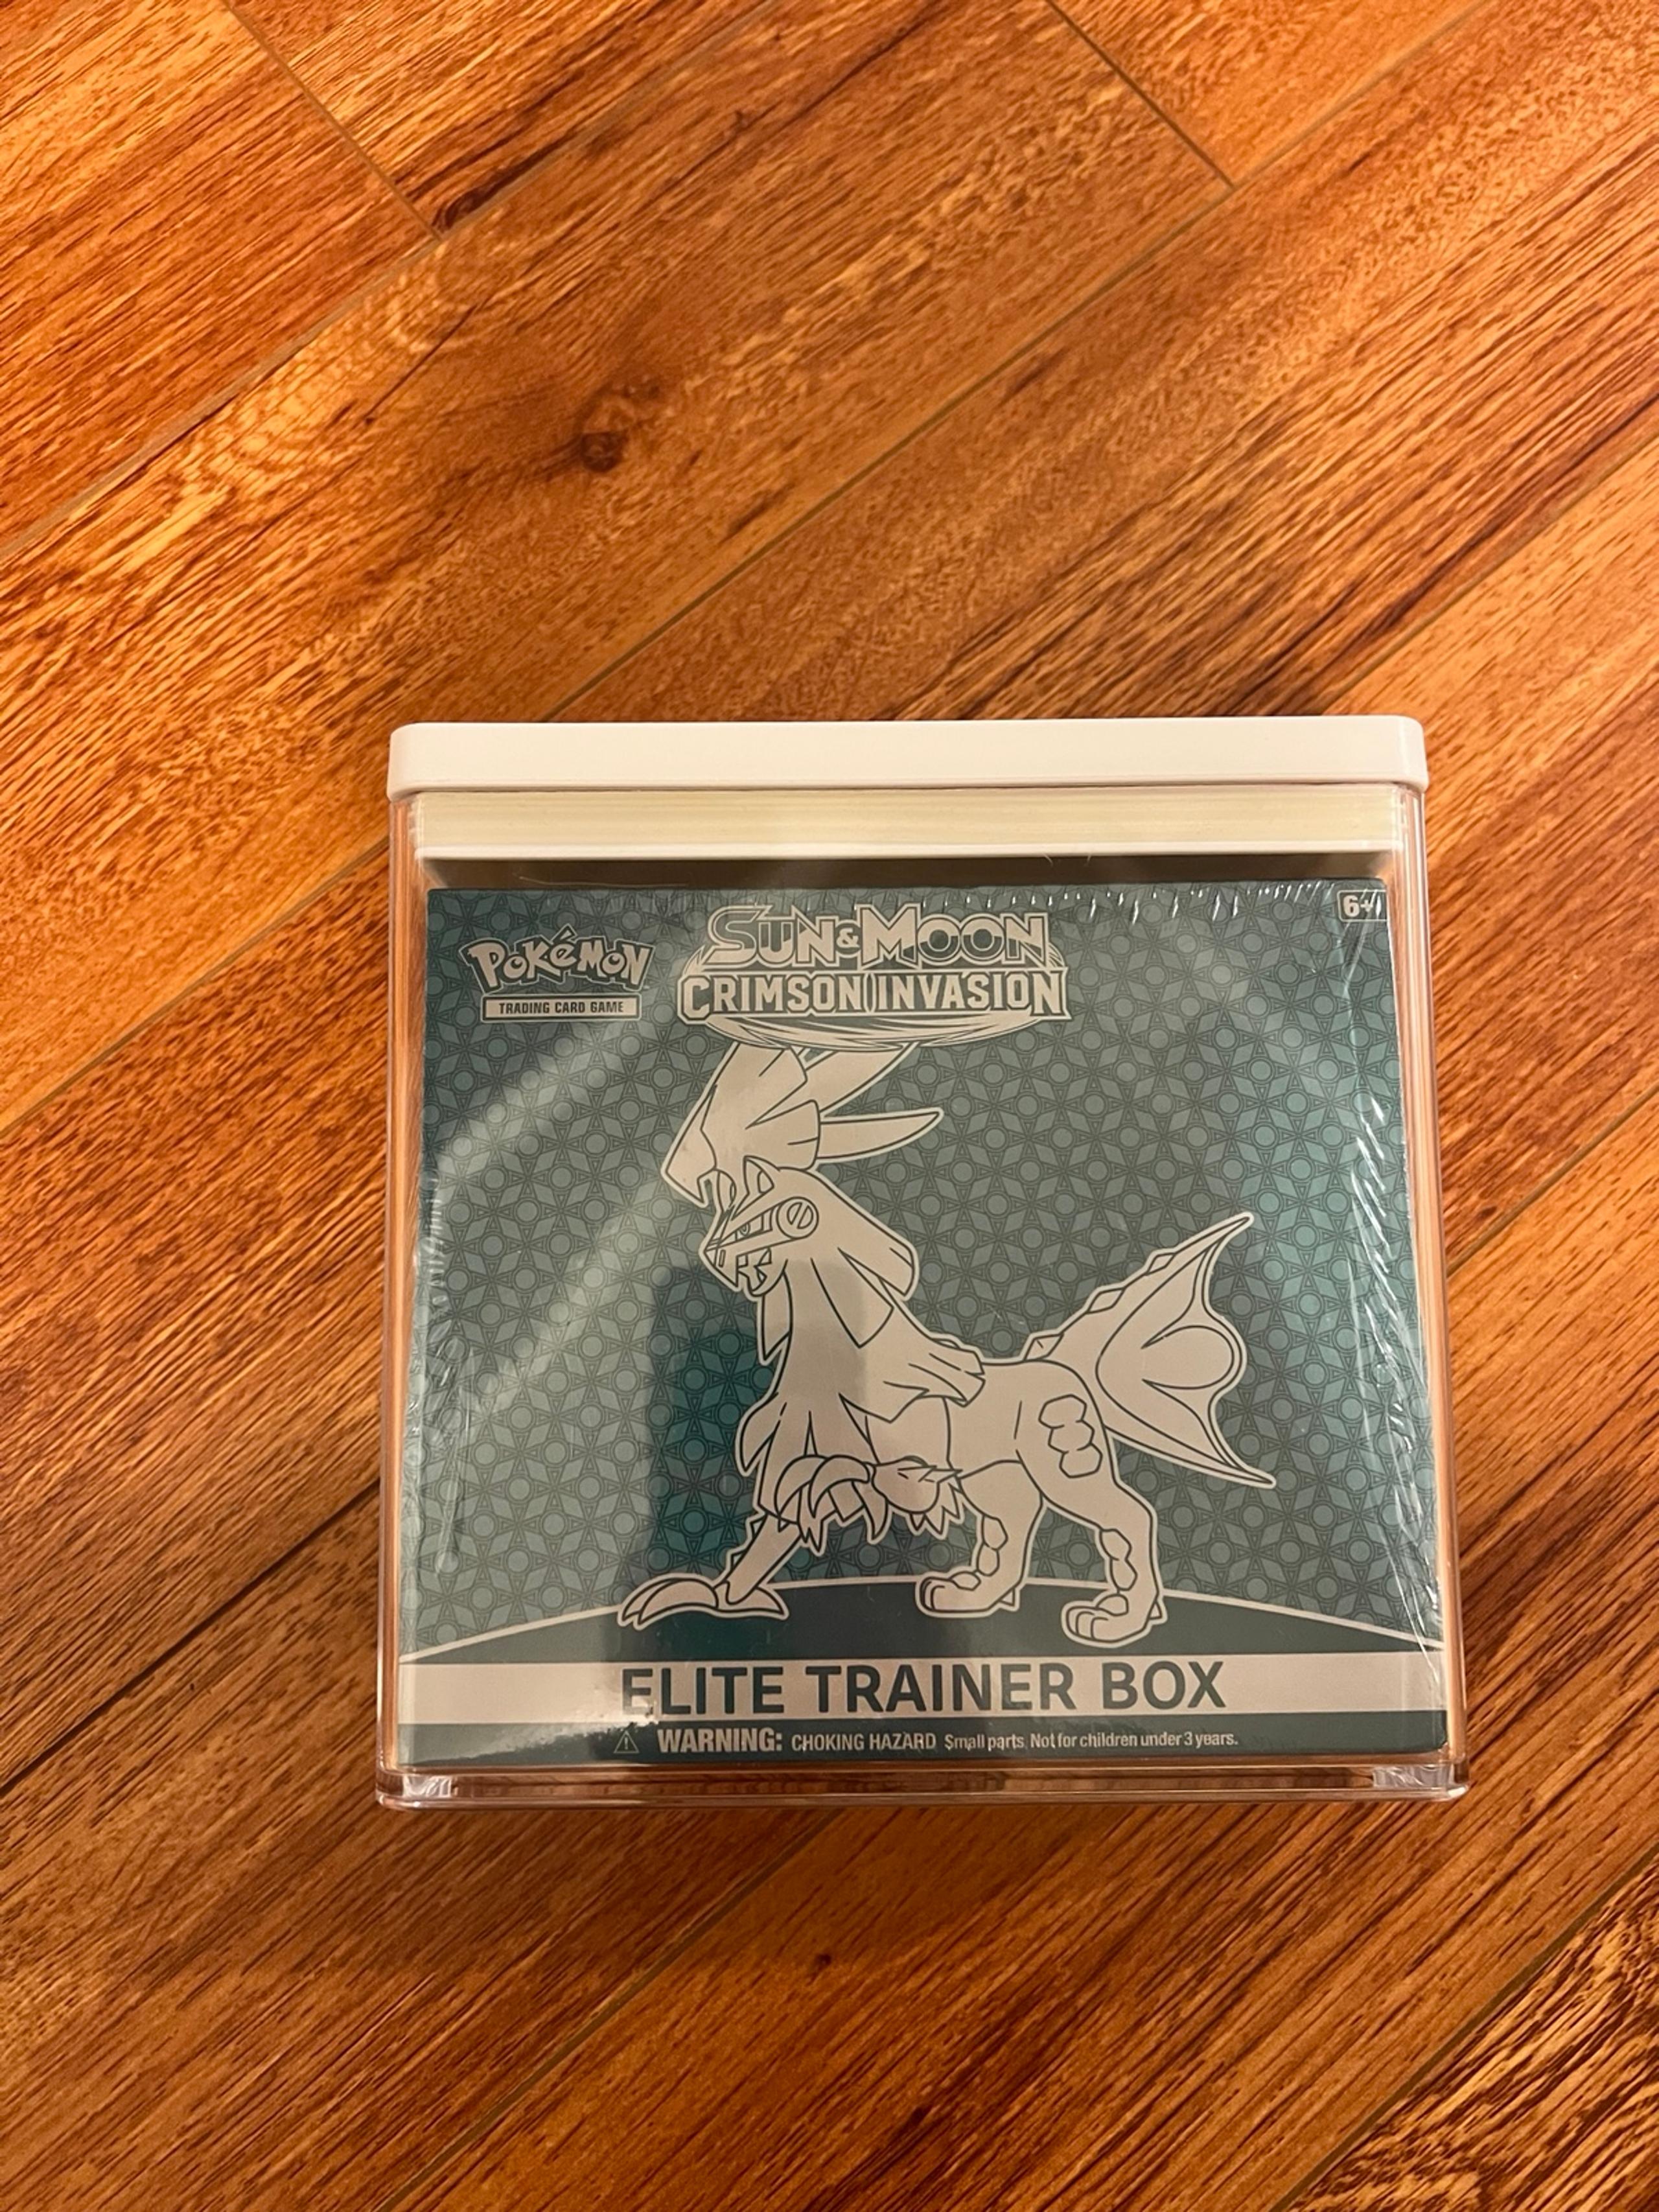 6+
SUN & MOON
POKéMON
CRIMSON INVASION
TRADING CARD GAME
ELITE TRAINER BOX
WARNING: CHOKING HAZARD Small parts. Not for children under 3 years.